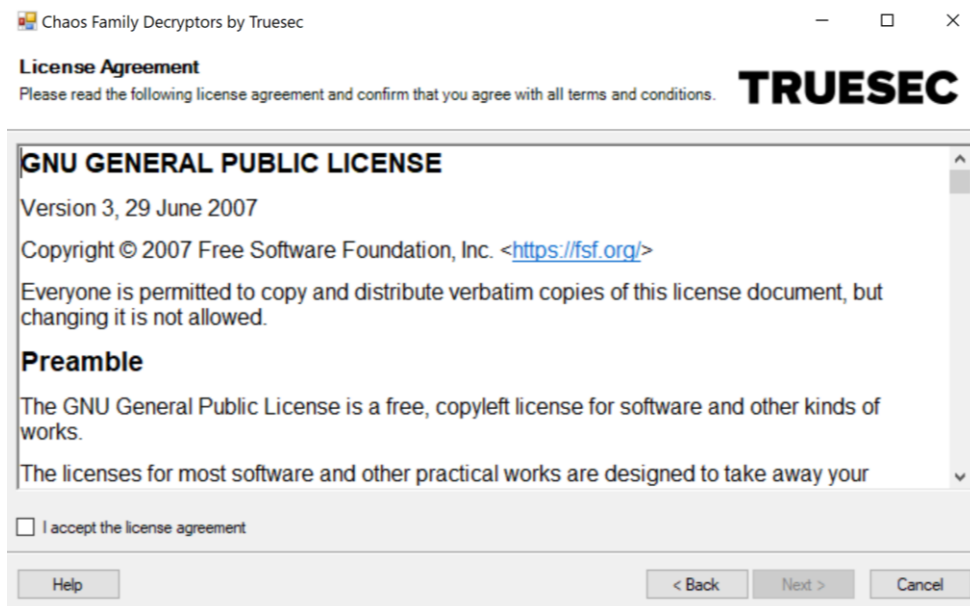 Chaos Family Decryptors by Truesec
License Agreement
Please read the following license agreement and confirm that you agree with all terms and conditions.
TRUESEC
GNU GENERAL PUBLIC LICENSE
Version 3, 29 June 2007
Copyright © 2007 Free Software Foundation, Inc. <https://fsf.org/>
Everyone is permitted to copy and distribute verbatim copies of this license document, but
changing it is not allowed.
Preamble
The GNU General Public License is a free, copyleft license for software and other kinds of
works.
The licenses for most software and other practical works are designed to take away your
I accept the license agreement
Help
< Back
Next >
Cancel